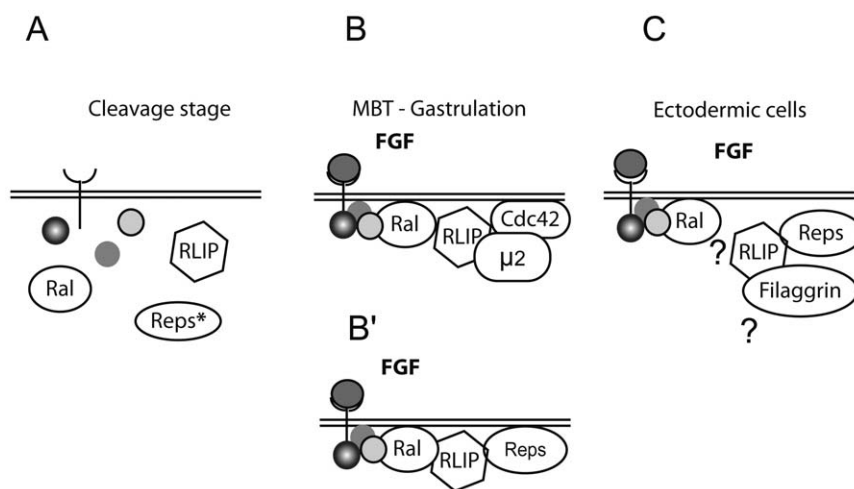 A
Cleavage stage
RLIP
Ral
Reps*
B
MBT - Gastrulation
FGF
Ral
RLIP
Cdc42
µ2
B'
FGF
Ral
RLIP
Reps
C
Ectodermic cells
FGF
Ral
?
RLIP
Reps
Filaggrin
?